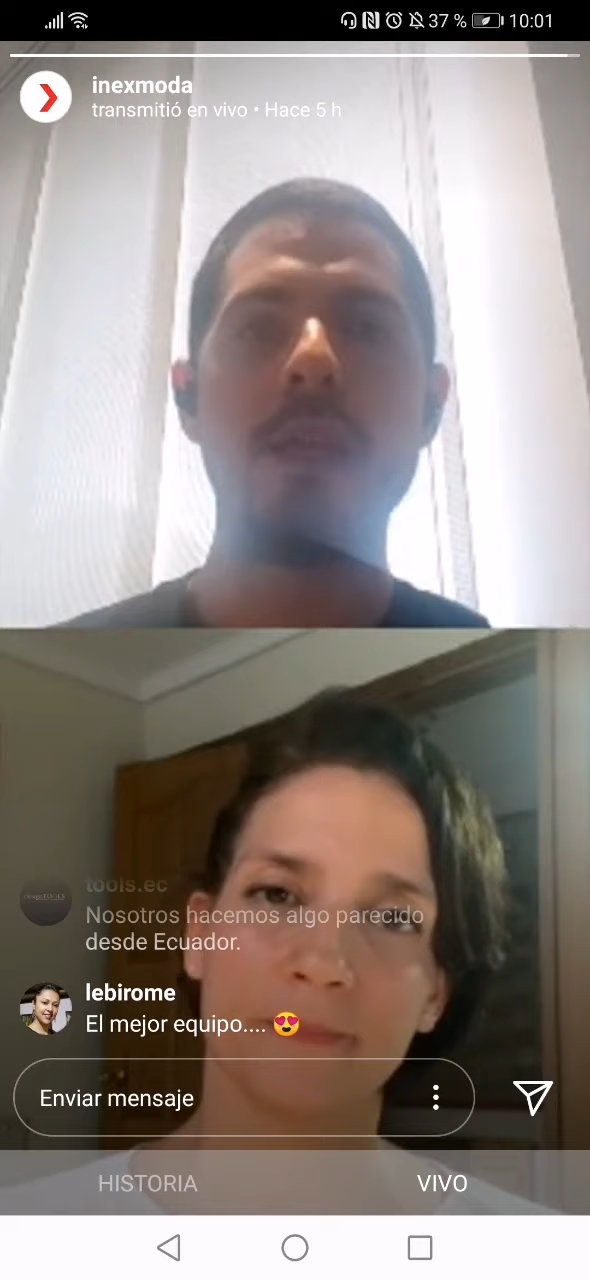 37 % 10:01
inexmoda
transmitió en vivo • Hace 5 h
tools.ec
Nosotros hacemos algo parecido
desde Ecuador.
lebirome
El mejor equipo.... 😍
Enviar mensaje
HISTORIA VIVO